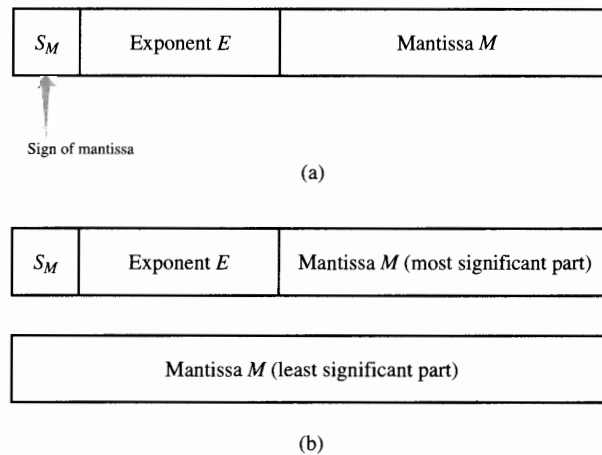 S_M Exponent E Mantissa M
Sign of mantissa
(a)
S_M Exponent E Mantissa M (most significant part)
Mantissa M (least significant part)
(b)